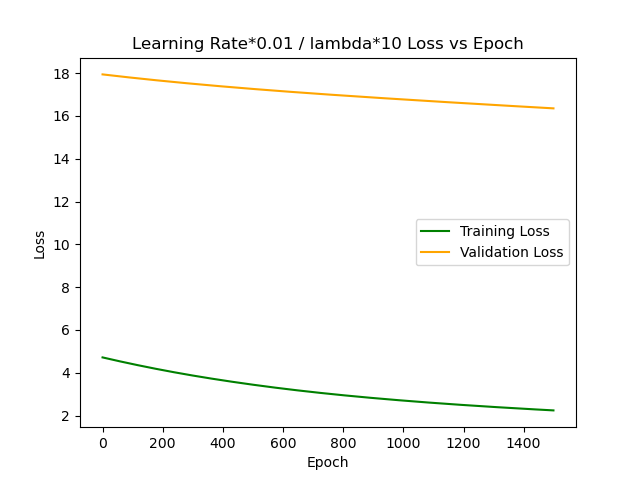 Learning Rate*0.01 / lambda*10 Loss vs Epoch
18
16
14
12
10
8
6
4
2
Loss
Training Loss
Validation Loss
0 200 400 600 800 1000 1200 1400
Epoch